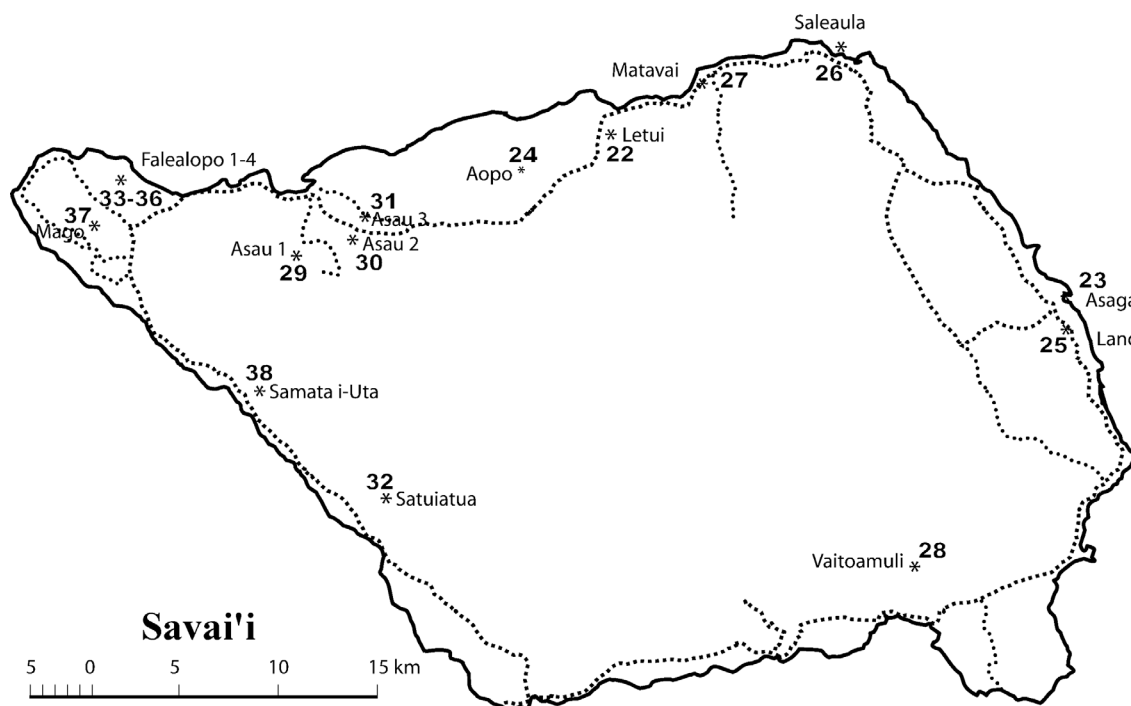 Saleaula
26
Matavai
27
Letui
22
24
Aopo
Falealopo 1-4
33-36
37
Mago
31
Asau 3
Asau 2
30
Asau 1
29
23
Asaga
25
Land
38
Samata i-Uta
32
Satuiatua
Vaitoamuli
28
Savai'i
5 0 5 10 15 km